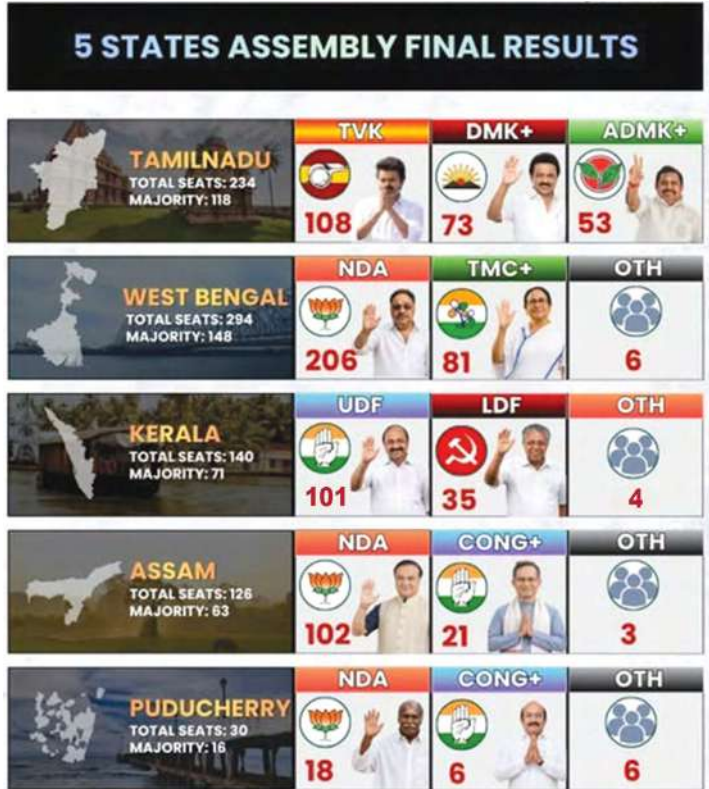 5 STATES ASSEMBLY FINAL RESULTS
TAMILNADU
TOTAL SEATS: 234
MAJORITY: 118
TVK
108
DMK+
73
ADMK+
53
WEST BENGAL
TOTAL SEATS: 294
MAJORITY: 148
NDA
206
TMC+
81
OTH
6
KERALA
TOTAL SEATS: 140
MAJORITY: 71
UDF
101
LDF
35
OTH
4
ASSAM
TOTAL SEATS: 126
MAJORITY: 63
NDA
102
CONG+
21
OTH
3
PUDUCHERRY
TOTAL SEATS: 30
MAJORITY: 16
NDA
18
CONG+
6
OTH
6